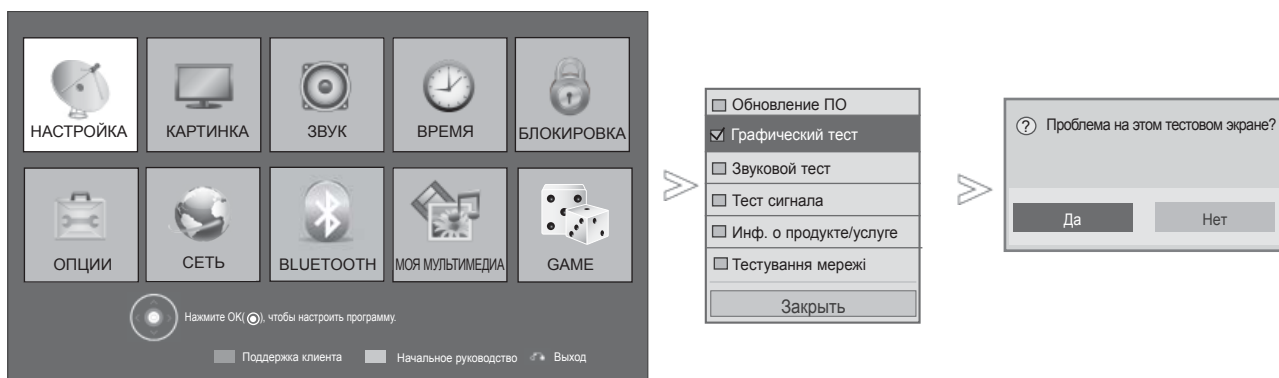 НАСТРОЙКА
КАРТИНКА
ЗВУК
ВРЕМЯ
БЛОКИРОВКА
ОПЦИИ
СЕТЬ
BLUETOOTH
МОЯ МУЛЬТИМЕДИА
GAME
Нажмите ОК(◉), чтобы настроить программу.
Поддержка клиента
Начальное руководство
Выход
Обновление ПО
Графический тест
Звуковой тест
Тест сигнала
Инф. о продукте/услуге
Тестування мережі
Закрыть
? Проблема на этом тестовом экране?
Да
Нет